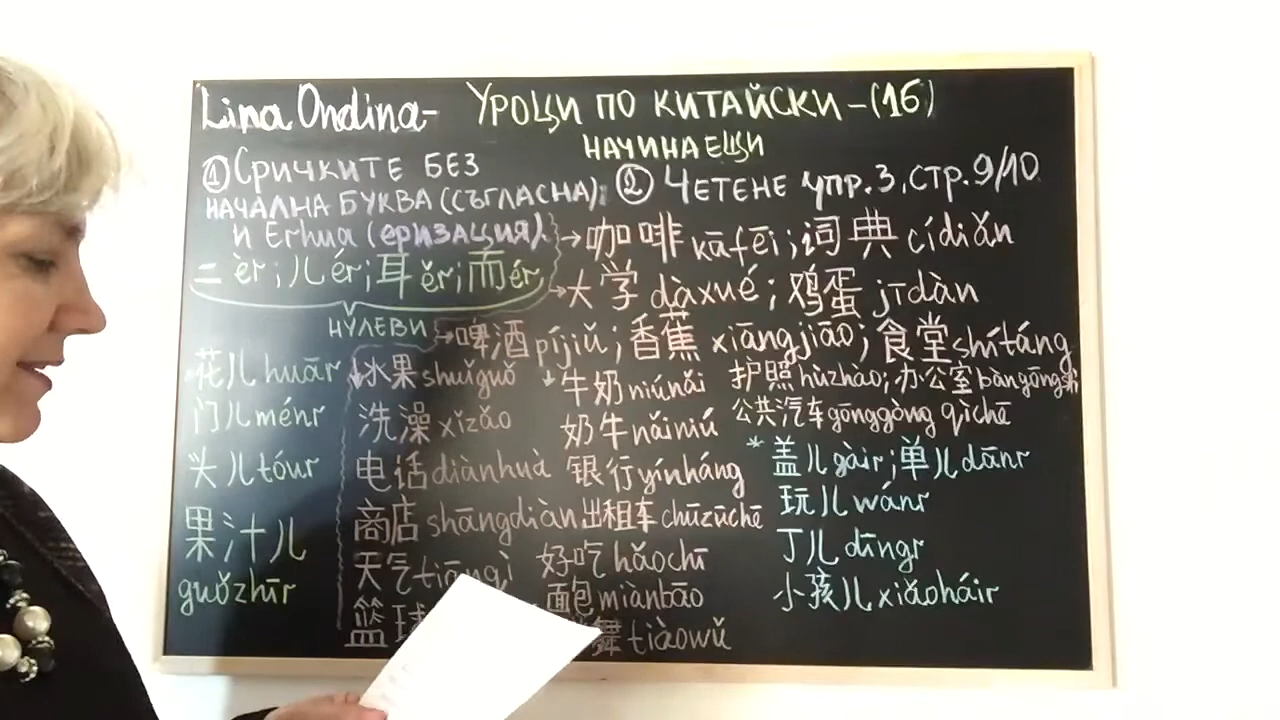 Lina Ondina- Уроци по китайски –(16)
начинаещи
① Сричките без
начална буква (съгласна);
и Erhua (еризация).
二 èr; 儿 ér; 耳 ěr; 而 ér
нулеви
花儿 huār
门儿 ménr
头儿 tóur
果汁儿
guǒzhīr
② Четене упр.3, стр. 9/10
→咖啡 kāfēi; 词典 cídiǎn
→大学 dàxué; 鸡蛋 jīdàn
→啤酒 píjiǔ; 香蕉 xiāngjiāo; 食堂 shítáng
水果 shuǐguǒ
洗澡 xǐzǎo
电话 diànhuà
商店 shāngdiàn
天气
篮
牛奶 niúnǎi
奶牛 nǎiniú
银行 yínháng
出租车 chūzūchē
好吃 hǎochī
miànbāo
舞 tiàowǔ
护照 hùzhào; 办公室 bàngōngshì
公共汽车 gōnggòng qìchē
* 盖儿 gàir; 单儿 dānr
玩儿 wánr
丁儿 dīngr
小孩儿 xiǎoháir